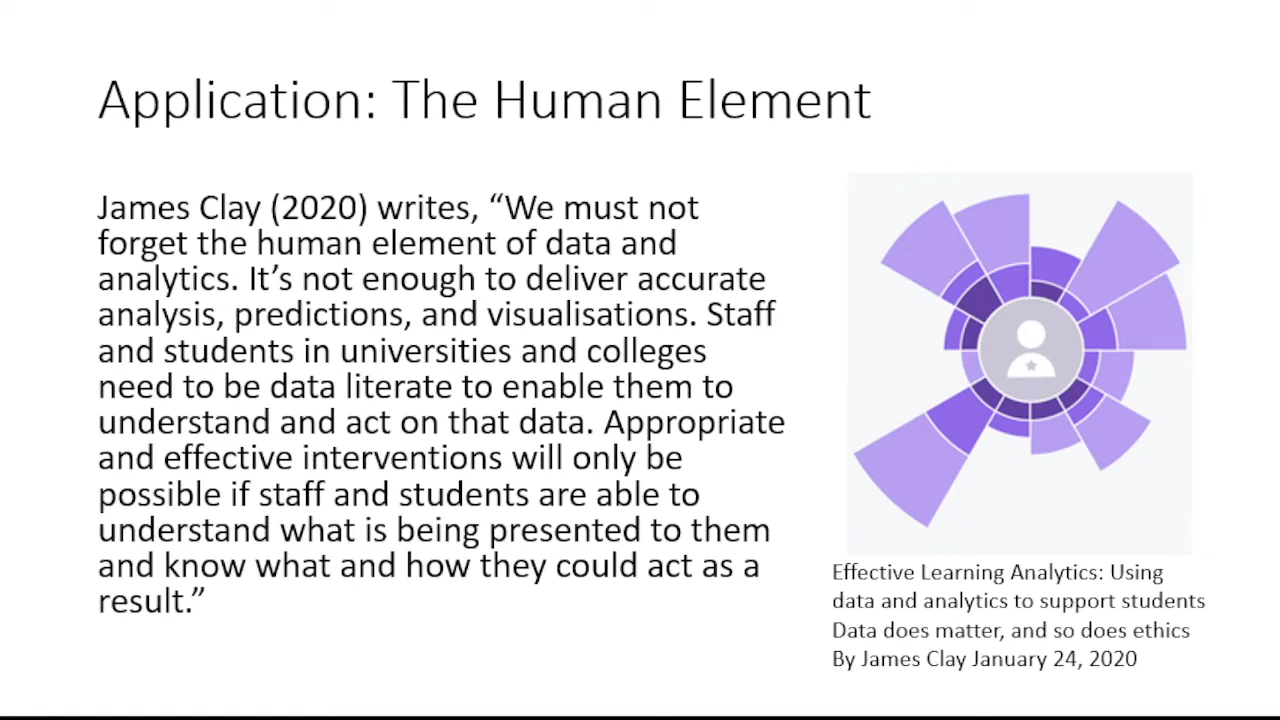 Application: The Human Element
James Clay (2020) writes, “We must not
forget the human element of data and
analytics. It’s not enough to deliver accurate
analysis, predictions, and visualisations. Staff
and students in universities and colleges
need to be data literate to enable them to
understand and act on that data. Appropriate
and effective interventions will only be
possible if staff and students are able to
understand what is being presented to them
and know what and how they could act as a
result.”
Effective Learning Analytics: Using
data and analytics to support students
Data does matter, and so does ethics
By James Clay January 24, 2020